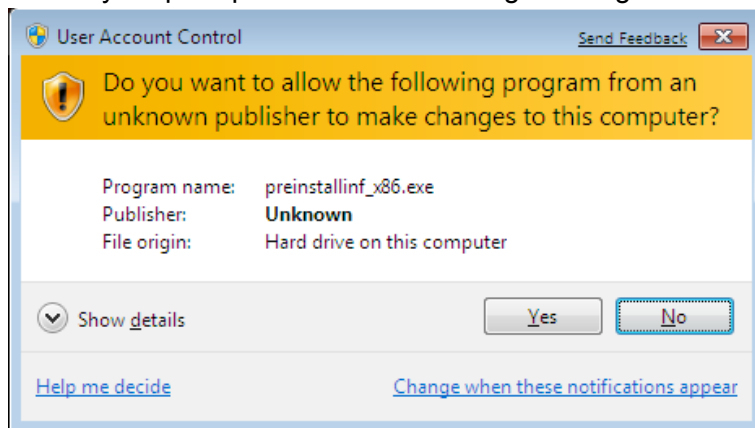 User Account Control
Send Feedback
Do you want to allow the following program from an
unknown publisher to make changes to this computer?
Program name: preinstallinf_x86.exe
Publisher: Unknown
File origin: Hard drive on this computer
Show details
Yes
No
Help me decide
Change when these notifications appear